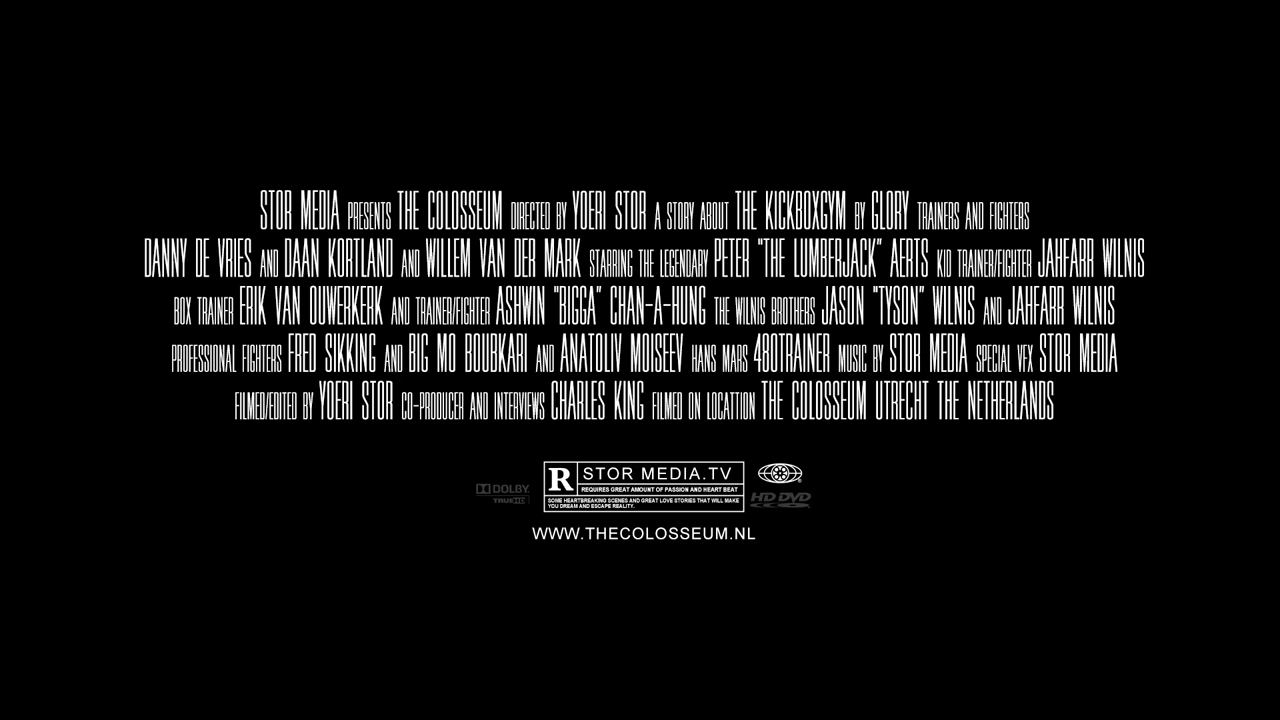 STOR MEDIA PRESENTS THE COLOSSEUM DIRECTED BY YOERI STOR A STORY ABOUT THE KICKBOXGYM BY GLORY TRAINERS AND FIGHTERS
DANNY DE VRIES AND DAAN KORTLAND AND WILLEM VAN DER MARK STARRING THE LEGENDARY PETER "THE LUMBERJACK" AERTS KID TRAINER/FIGHTER JAHFARR WILNIS
BOX TRAINER ERIK VAN OUWERKERK AND TRAINER/FIGHTER ASHWIN "BIGGA" CHAN-A-HUNG THE WILNIS BROTHERS JASON "TYSON" WILNIS AND JAHFARR WILNIS
PROFESSIONAL FIGHTERS FRED SIKKING AND BIG MO BOUBKARI AND ANATOLIV MOISEEV HANS MARS 480TRAINER MUSIC BY STOR MEDIA SPECIAL VFX STOR MEDIA
FILMED/EDITED BY YOERI STOR CO-PRODUCER AND INTERVIEWS CHARLES KING FILMED ON LOCATTION THE COLOSSEUM UTRECHT THE NETHERLANDS
DOLBY
TRUEHD
R STOR MEDIA.TV
REQUIRES GREAT AMOUNT OF PASSION AND HEART BEAT
SOME HEARTBREAKING SCENES AND GREAT LOVE STORIES THAT WILL MAKE
YOU DREAM AND ESCAPE REALITY.
HD DVD
WWW.THECOLOSSEUM.NL